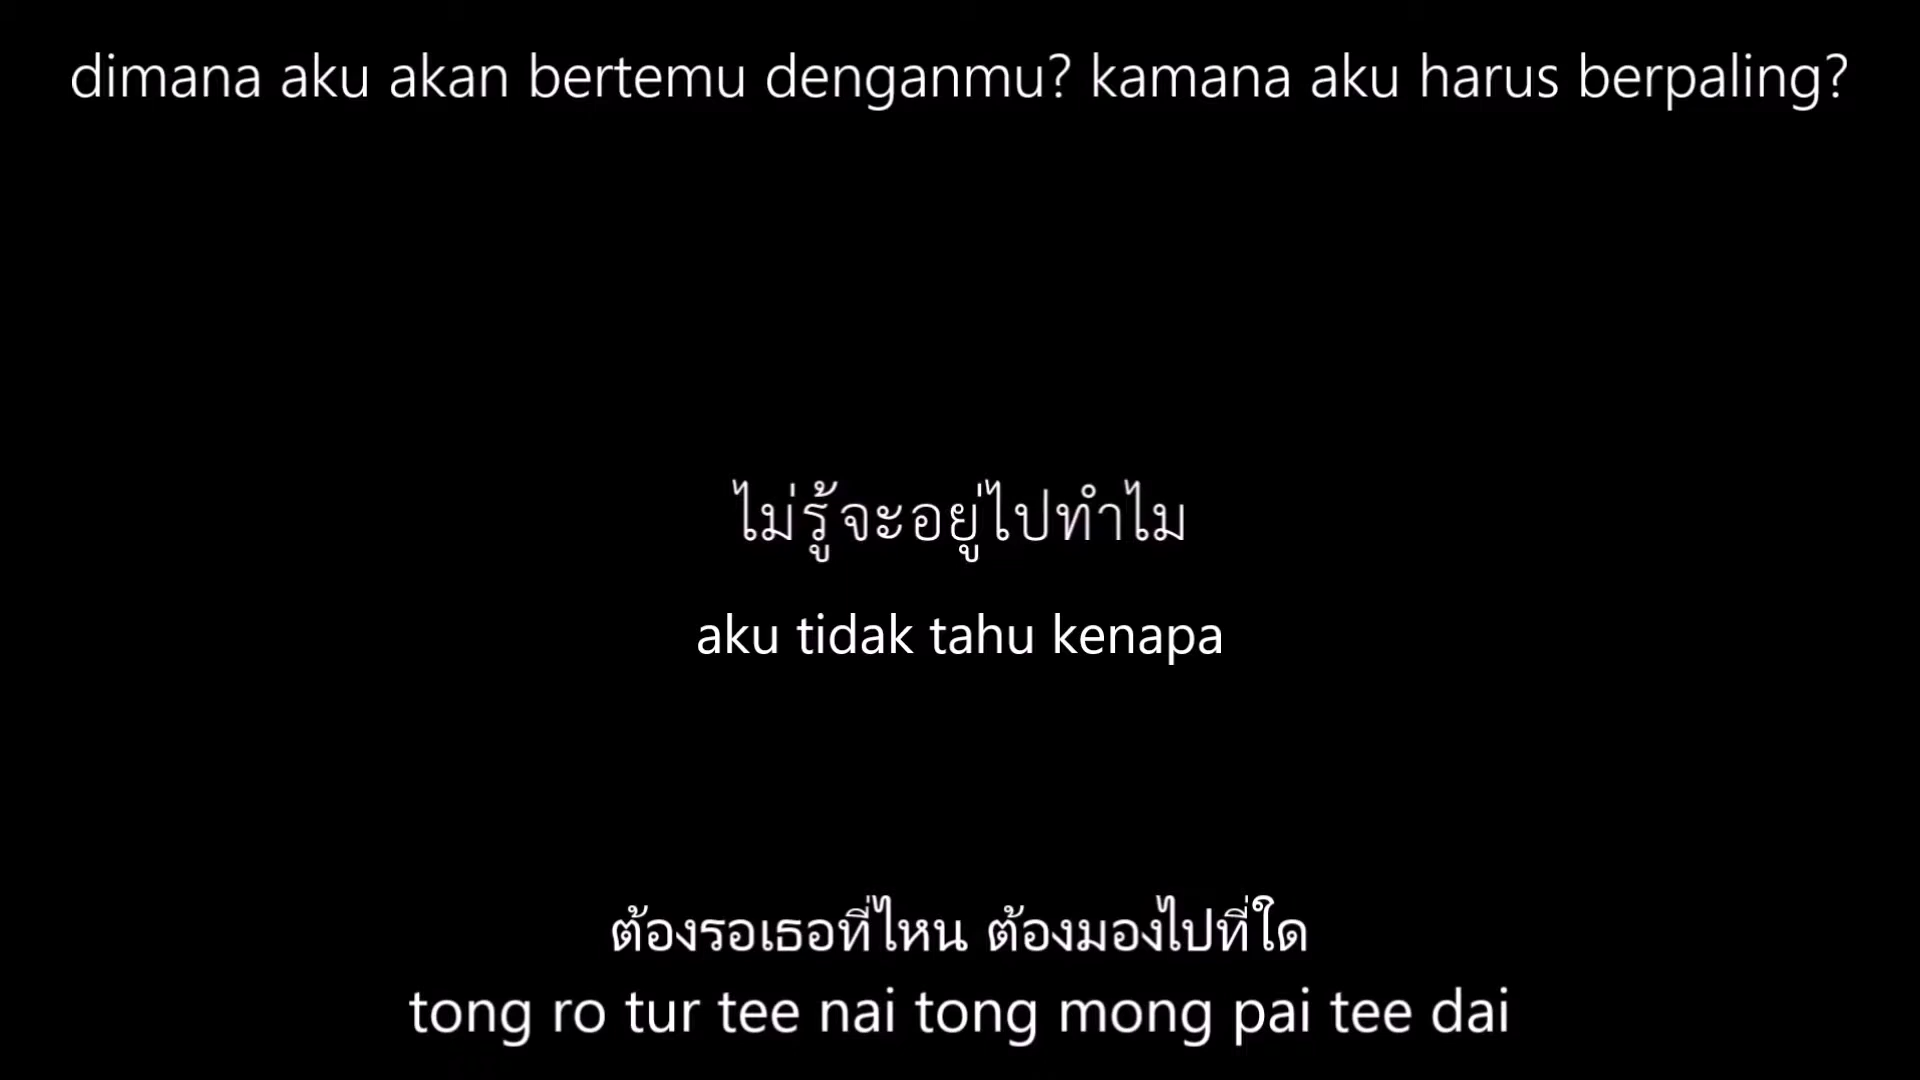 dimana aku akan bertemu denganmu? kamana aku harus berpaling?
ไม่รู้จะอยู่ไปทำไม
aku tidak tahu kenapa
ต้องรอเธอที่ไหน ต้องมองไปที่ใด
tong ro tur tee nai tong mong pai tee dai